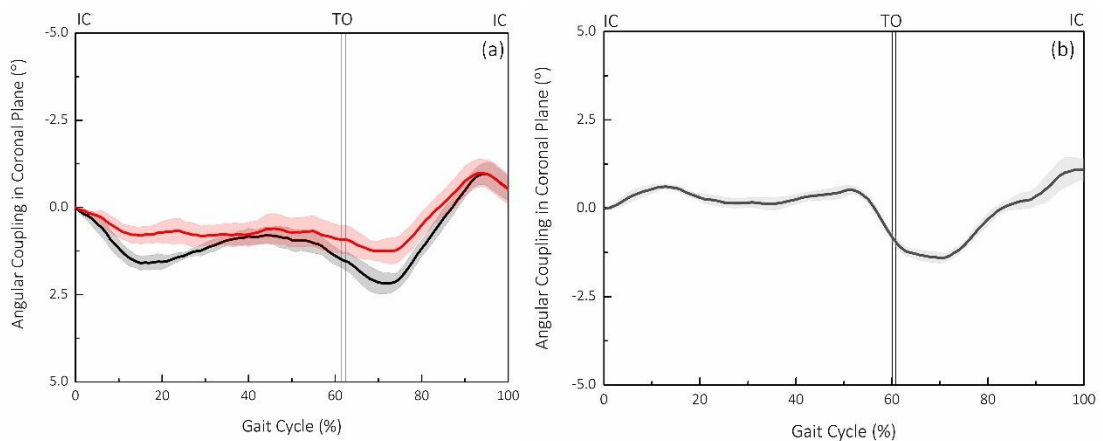 IC TO IC
(a)
Angular Coupling in Coronal Plane (°)
-5.0
-2.5
0.0
2.5
5.0
0 20 40 60 80 100
Gait Cycle (%)
IC TO IC
(b)
Angular Coupling in Coronal Plane (°)
5.0
2.5
0.0
-2.5
-5.0
0 20 40 60 80 100
Gait Cycle (%)